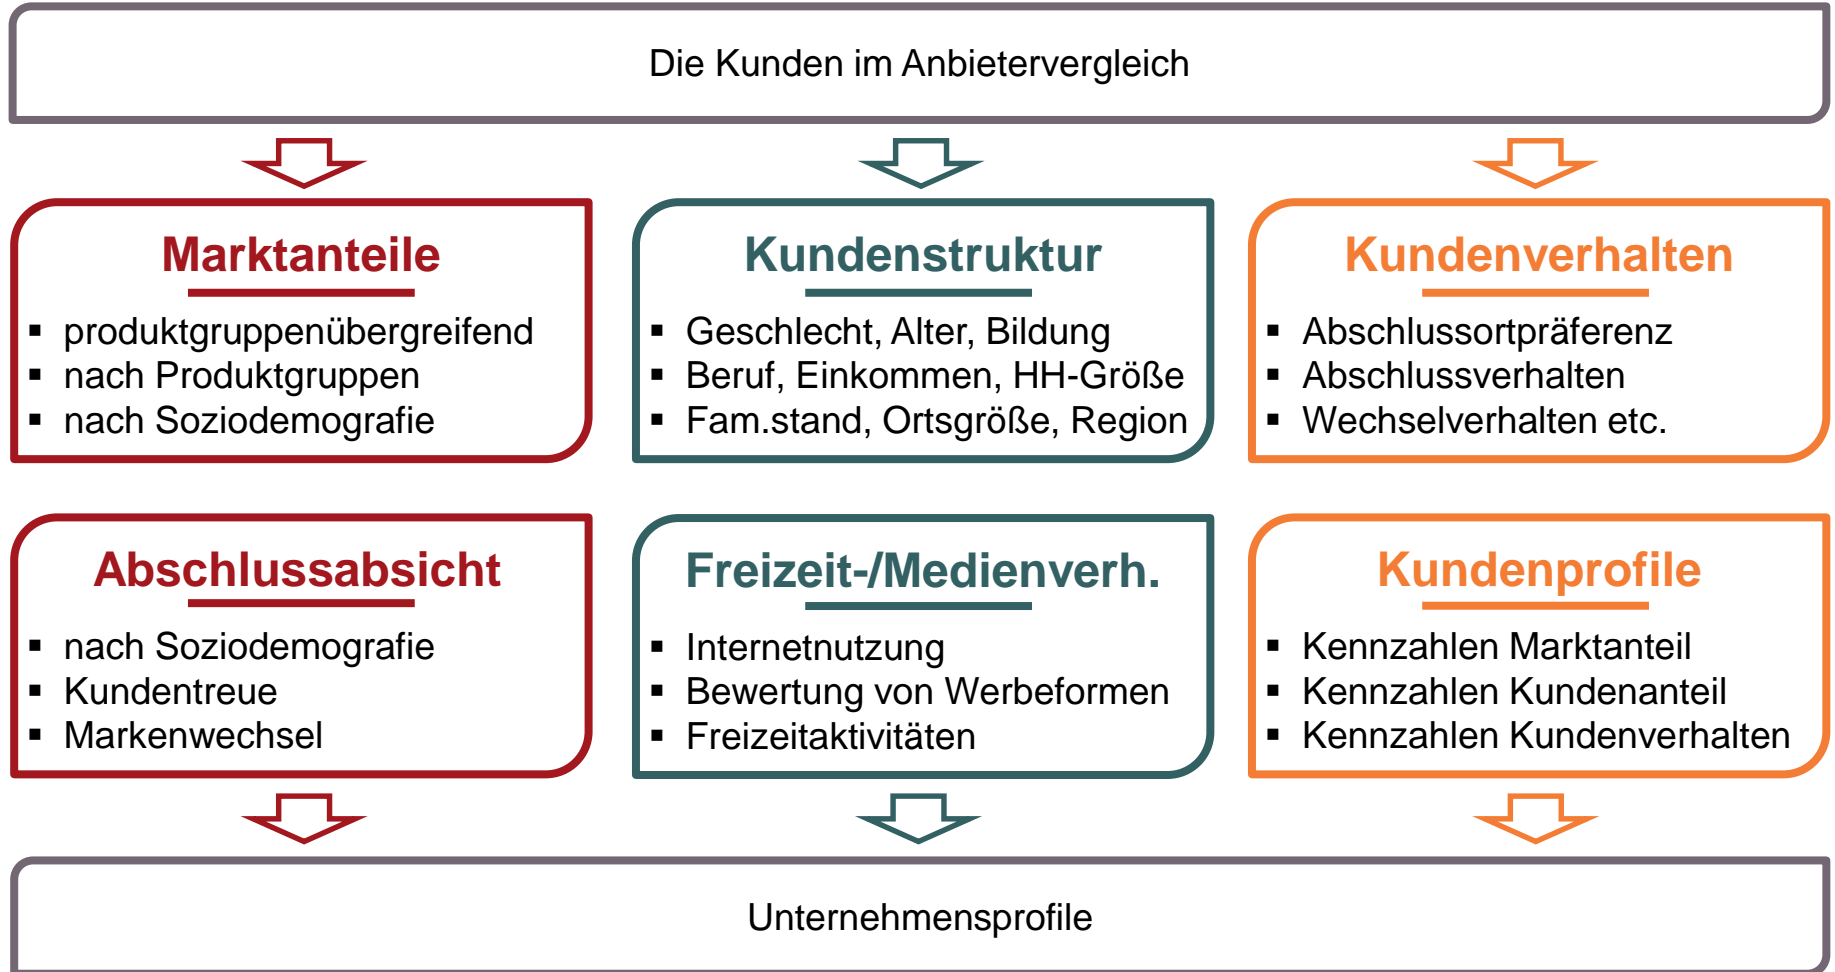 Die Kunden im Anbietervergleich
Marktanteile
▪ produktgruppenübergreifend
▪ nach Produktgruppen
▪ nach Soziodemografie
Kundenstruktur
▪ Geschlecht, Alter, Bildung
▪ Beruf, Einkommen, HH-Größe
▪ Fam.stand, Ortsgröße, Region
Kundenverhalten
▪ Abschlussortpräferenz
▪ Abschlussverhalten
▪ Wechselverhalten etc.
Abschlussabsicht
▪ nach Soziodemografie
▪ Kundentreue
▪ Markenwechsel
Freizeit-/Medienverh.
▪ Internetnutzung
▪ Bewertung von Werbeformen
▪ Freizeitaktivitäten
Kundenprofile
▪ Kennzahlen Marktanteil
▪ Kennzahlen Kundenanteil
▪ Kennzahlen Kundenverhalten
Unternehmensprofile